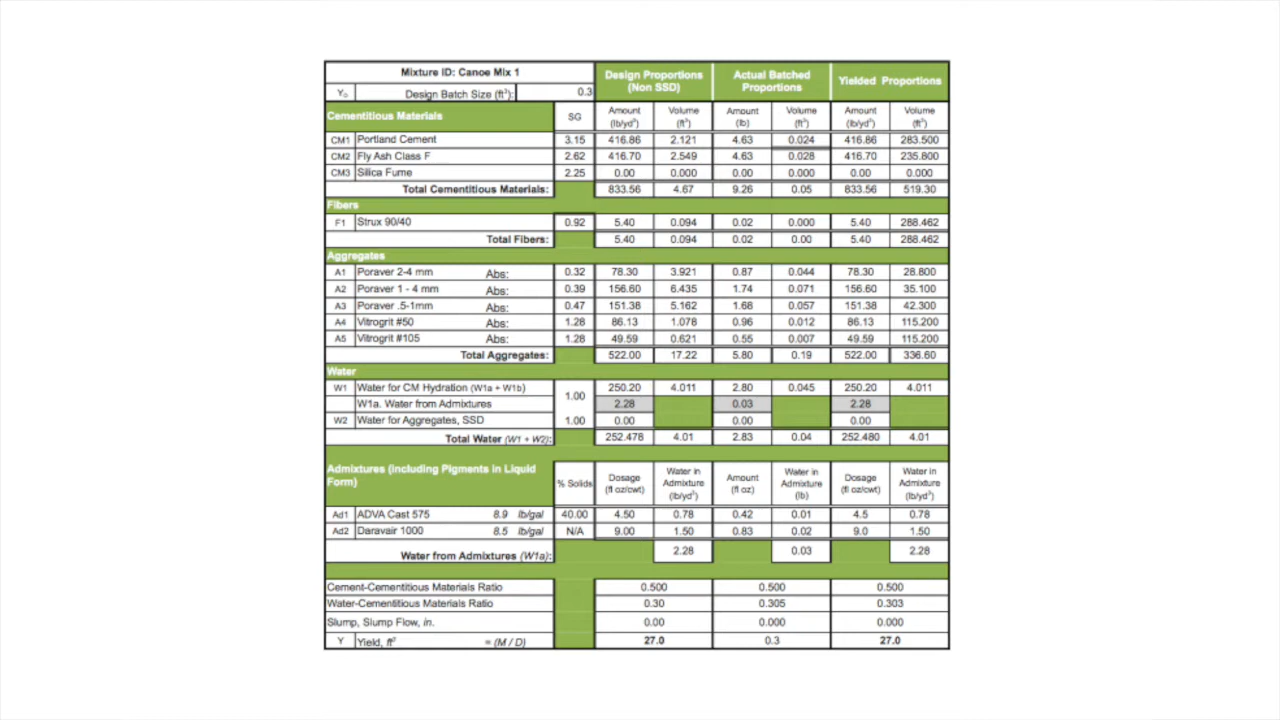 Mixture ID: Canoe Mix 1
Design Proportions (Non SSD)
Actual Batched Proportions
Yielded Proportions
Y₀ Design Batch Size (ft³): 0.3
Cementitious Materials SG Amount (lb/yd³) Volume (ft³) Amount (lb) Volume (ft³) Amount (lb/yd³) Volume (ft³)
CM1 Portland Cement 3.15 416.86 2.121 4.63 0.024 416.86 283.500
CM2 Fly Ash Class F 2.62 416.70 2.549 4.63 0.028 416.70 235.800
CM3 Silica Fume 2.25 0.00 0.000 0.00 0.000 0.00 0.000
Total Cementitious Materials: 833.56 4.67 9.26 0.05 833.56 519.30
Fibers
F1 Strux 90/40 0.92 5.40 0.094 0.02 0.000 5.40 288.462
Total Fibers: 5.40 0.094 0.02 0.00 5.40 288.462
Aggregates
A1 Poraver 2-4 mm Abs: 0.32 78.30 3.921 0.87 0.044 78.30 28.800
A2 Poraver 1 - 4 mm Abs: 0.39 156.60 6.435 1.74 0.071 156.60 35.100
A3 Poraver .5-1mm Abs: 0.47 151.38 5.162 1.68 0.057 151.38 42.300
A4 Vitrogrit #50 Abs: 1.28 86.13 1.078 0.96 0.012 86.13 115.200
A5 Vitrogrit #105 Abs: 1.28 49.59 0.621 0.55 0.007 49.59 115.200
Total Aggregates: 522.00 17.22 5.80 0.19 522.00 336.60
Water
W1 Water for CM Hydration (W1a + W1b) 1.00 250.20 4.011 2.80 0.045 250.20 4.011
W1a. Water from Admixtures 2.28 0.03 2.28
W2 Water for Aggregates, SSD 1.00 0.00 0.00 0.00
Total Water (W1 + W2): 252.478 4.01 2.83 0.04 252.480 4.01
Admixtures (including Pigments in Liquid Form) % Solids Dosage (fl oz/cwt) Water in Admixture (lb/yd³) Amount (fl oz) Water in Admixture (lb) Dosage (fl oz/cwt) Water in Admixture (lb/yd³)
Ad1 ADVA Cast 575 8.9 lb/gal 40.00 4.50 0.78 0.42 0.01 4.5 0.78
Ad2 Daravair 1000 8.5 lb/gal N/A 9.00 1.50 0.83 0.02 9.0 1.50
Water from Admixtures (W1a): 2.28 0.03 2.28
Cement-Cementitious Materials Ratio 0.500 0.500 0.500
Water-Cementitious Materials Ratio 0.30 0.305 0.303
Slump, Slump Flow, in. 0.00 0.000 0.000
Y Yield, ft³ = (M / D) 27.0 0.3 27.0